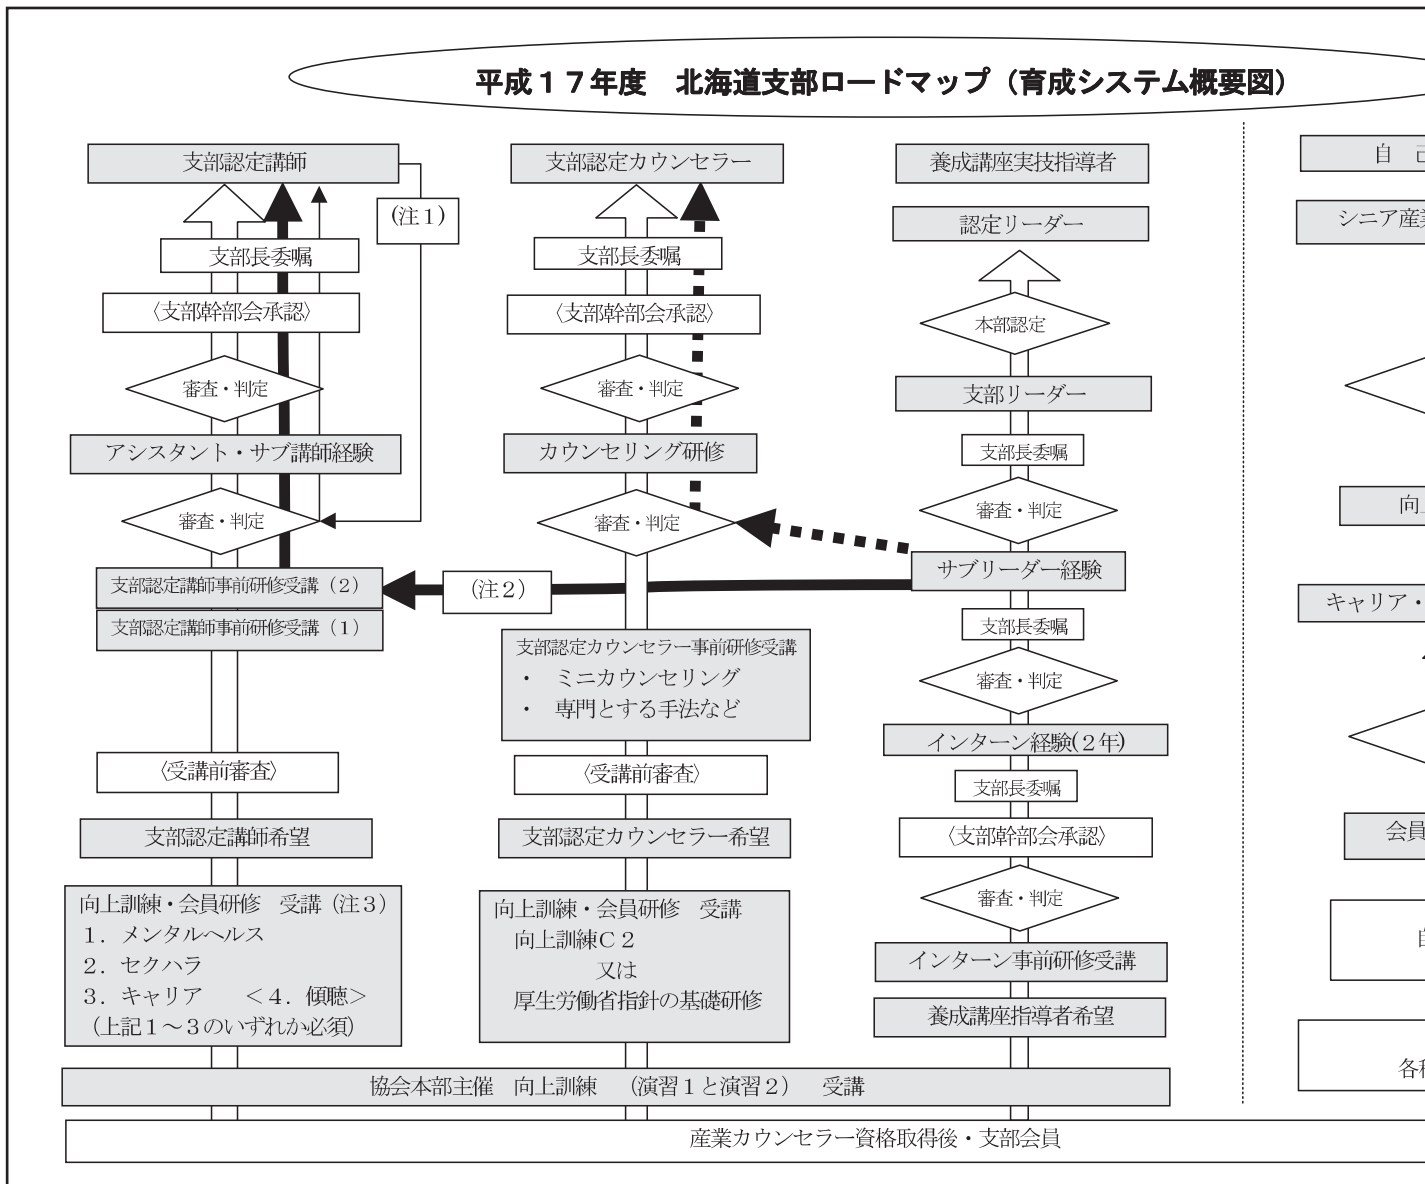 平成１７年度　北海道支部ロードマップ（育成システム概要図）
支部認定講師
(注１)
支部長委嘱
〈支部幹部会承認〉
審査・判定
アシスタント・サブ講師経験
審査・判定
支部認定講師事前研修受講（２）
支部認定講師事前研修受講（１）
〈受講前審査〉
支部認定講師希望
向上訓練・会員研修　受講（注３）
１．メンタルヘルス
２．セクハラ
３．キャリア　　＜４．傾聴＞
（上記１～３のいずれか必須）
支部認定カウンセラー
支部長委嘱
〈支部幹部会承認〉
審査・判定
カウンセリング研修
審査・判定
(注２)
支部認定カウンセラー事前研修受講
・　ミニカウンセリング
・　専門とする手法など
〈受講前審査〉
支部認定カウンセラー希望
向上訓練・会員研修　受講
向上訓練Ｃ２
又は
厚生労働省指針の基礎研修
養成講座実技指導者
認定リーダー
本部認定
支部リーダー
支部長委嘱
審査・判定
サブリーダー経験
支部長委嘱
審査・判定
インターン経験(２年)
支部長委嘱
〈支部幹部会承認〉
審査・判定
インターン事前研修受講
養成講座指導者希望
自　己
シニア産業
向上
キャリア・
会員
各種
協会本部主催　向上訓練　（演習１と演習２）　受講
産業カウンセラー資格取得後・支部会員